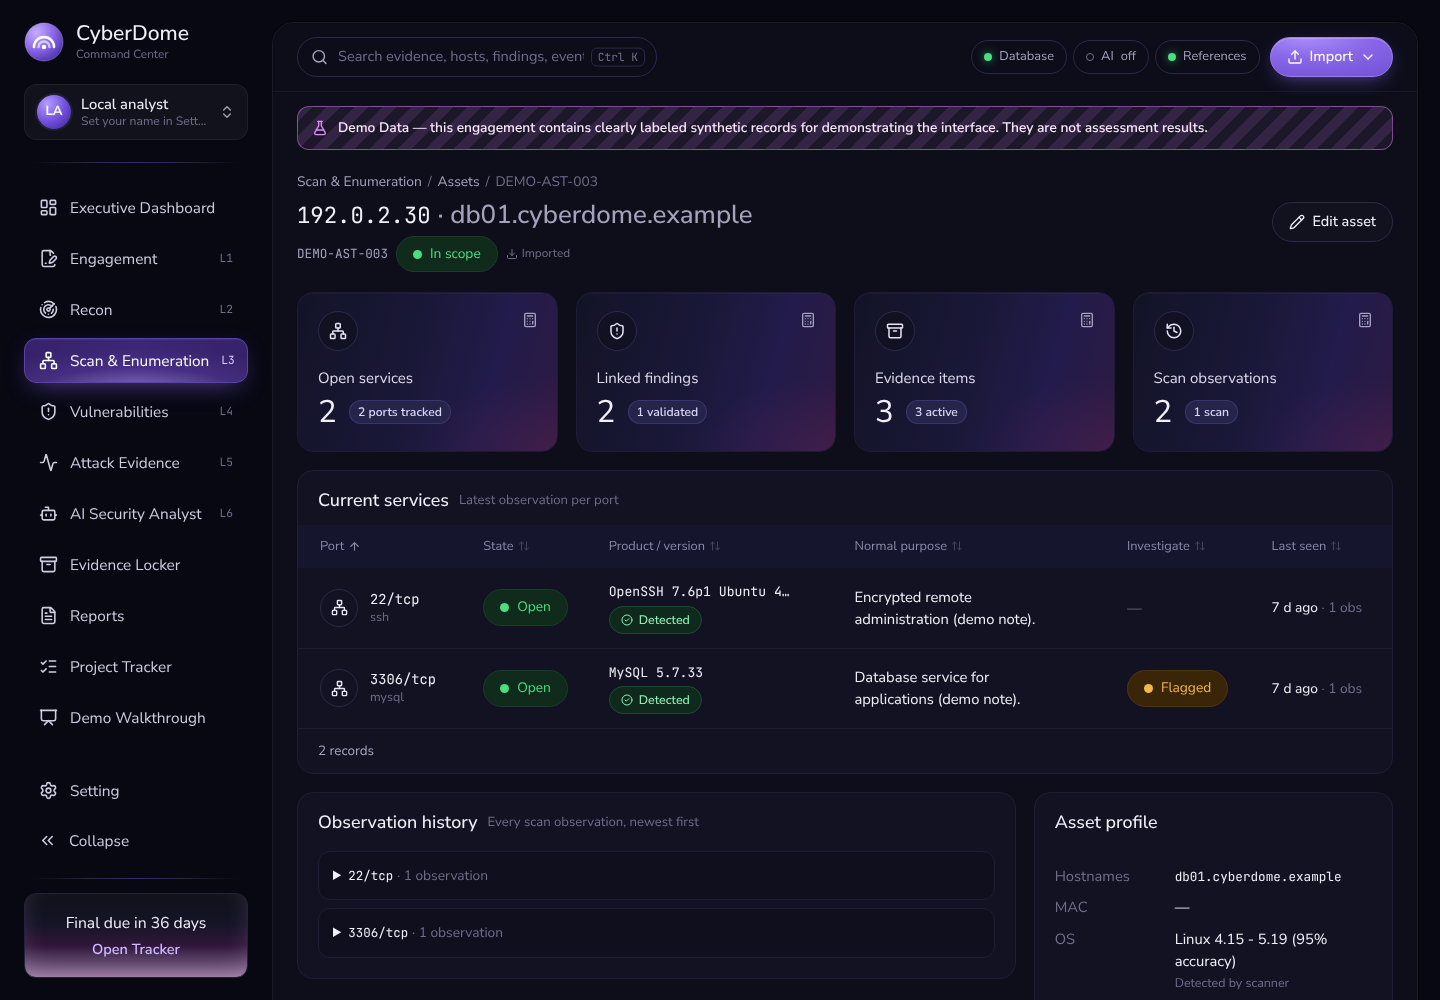 CyberDome
Command Center
LA
Local analyst
Set your name in Sett...
Executive Dashboard
Engagement L1
Recon L2
Scan & Enumeration L3
Vulnerabilities L4
Attack Evidence L5
AI Security Analyst L6
Evidence Locker
Reports
Project Tracker
Demo Walkthrough
Setting
Collapse
Final due in 36 days
Open Tracker
Search evidence, hosts, findings, event Ctrl K
Database
AI off
References
Import
Demo Data — this engagement contains clearly labeled synthetic records for demonstrating the interface. They are not assessment results.
Scan & Enumeration / Assets / DEMO-AST-003
192.0.2.30 · db01.cyberdome.example
Edit asset
DEMO-AST-003 In scope Imported
Open services
2 2 ports tracked
Linked findings
2 1 validated
Evidence items
3 3 active
Scan observations
2 1 scan
Current services Latest observation per port
Port State Product / version Normal purpose Investigate Last seen
22/tcp
ssh
Open
OpenSSH 7.6p1 Ubuntu 4…
Detected
Encrypted remote
administration (demo note).
—
7 d ago · 1 obs
3306/tcp
mysql
Open
MySQL 5.7.33
Detected
Database service for
applications (demo note).
Flagged
7 d ago · 1 obs
2 records
Observation history Every scan observation, newest first
22/tcp · 1 observation
3306/tcp · 1 observation
Asset profile
Hostnames db01.cyberdome.example
MAC —
OS Linux 4.15 - 5.19 (95%
accuracy)
Detected by scanner